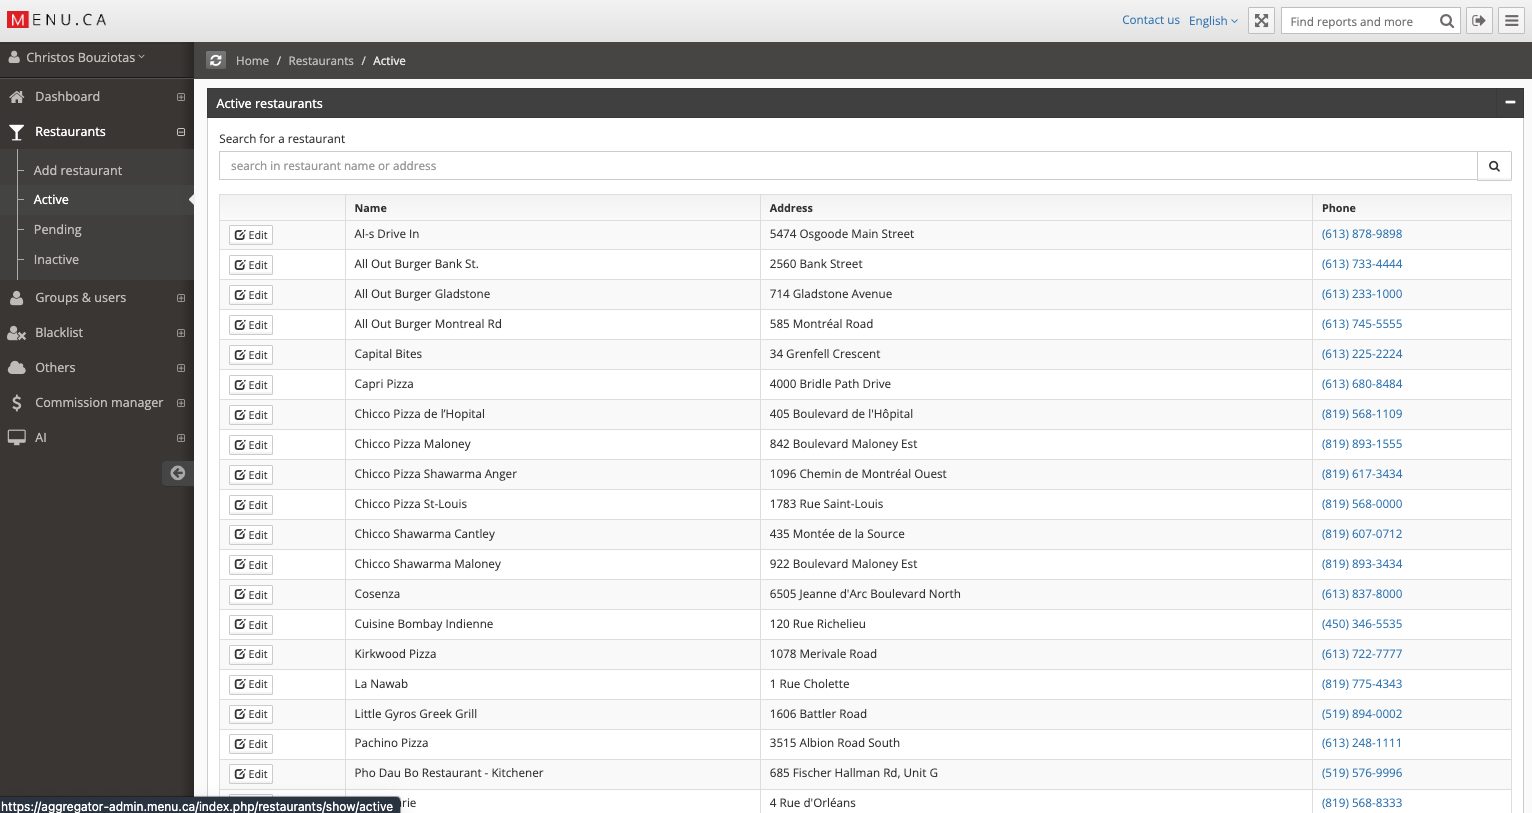 MENU.CA
Contact us English Find reports and more
Christos Bouziotas
Home / Restaurants / Active
Dashboard
Restaurants
Add restaurant
Active
Pending
Inactive
Groups & users
Blacklist
Others
Commission manager
AI
Active restaurants
Search for a restaurant
search in restaurant name or address
Name Address Phone
Edit Al-s Drive In 5474 Osgoode Main Street (613) 878-9898
Edit All Out Burger Bank St. 2560 Bank Street (613) 733-4444
Edit All Out Burger Gladstone 714 Gladstone Avenue (613) 233-1000
Edit All Out Burger Montreal Rd 585 Montréal Road (613) 745-5555
Edit Capital Bites 34 Grenfell Crescent (613) 225-2224
Edit Capri Pizza 4000 Bridle Path Drive (613) 680-8484
Edit Chicco Pizza de l’Hopital 405 Boulevard de l'Hôpital (819) 568-1109
Edit Chicco Pizza Maloney 842 Boulevard Maloney Est (819) 893-1555
Edit Chicco Pizza Shawarma Anger 1096 Chemin de Montréal Ouest (819) 617-3434
Edit Chicco Pizza St-Louis 1783 Rue Saint-Louis (819) 568-0000
Edit Chicco Shawarma Cantley 435 Montée de la Source (819) 607-0712
Edit Chicco Shawarma Maloney 922 Boulevard Maloney Est (819) 893-3434
Edit Cosenza 6505 Jeanne d'Arc Boulevard North (613) 837-8000
Edit Cuisine Bombay Indienne 120 Rue Richelieu (450) 346-5535
Edit Kirkwood Pizza 1078 Merivale Road (613) 722-7777
Edit La Nawab 1 Rue Cholette (819) 775-4343
Edit Little Gyros Greek Grill 1606 Battler Road (519) 894-0002
Edit Pachino Pizza 3515 Albion Road South (613) 248-1111
Edit Pho Dau Bo Restaurant - Kitchener 685 Fischer Hallman Rd, Unit G (519) 576-9996
4 Rue d'Orléans (819) 568-8333
https://aggregator-admin.menu.ca/index.php/restaurants/show/active